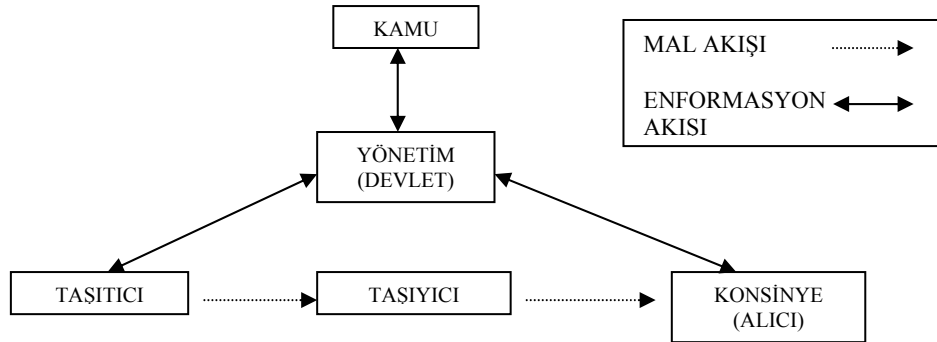 KAMU
MAL AKIŞI
ENFORMASYON
AKISI
YÖNETİM
(DEVLET)
TAŞITICI
TAŞIYICI
KONSİNYE
(ALICI)